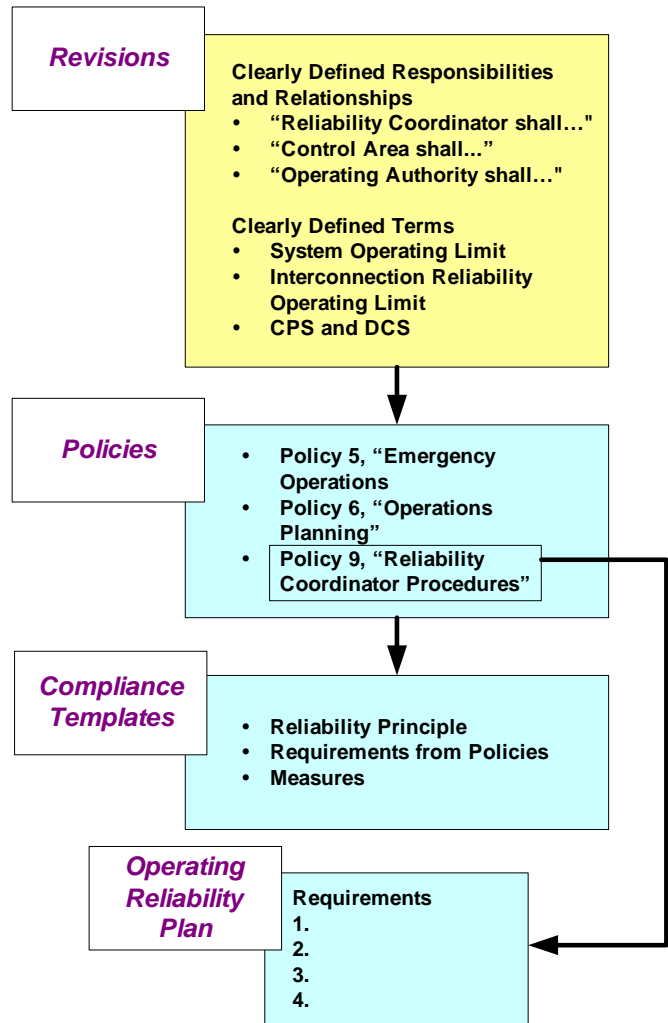 Revisions
Clearly Defined Responsibilities
and Relationships
• “Reliability Coordinator shall…"
• “Control Area shall...”
• “Operating Authority shall…"
Clearly Defined Terms
• System Operating Limit
• Interconnection Reliability
Operating Limit
• CPS and DCS
Policies
• Policy 5, “Emergency
Operations
• Policy 6, “Operations
Planning”
• Policy 9, “Reliability
Coordinator Procedures”
Compliance
Templates
• Reliability Principle
• Requirements from Policies
• Measures
Operating
Reliability
Plan
Requirements
1.
2.
3.
4.